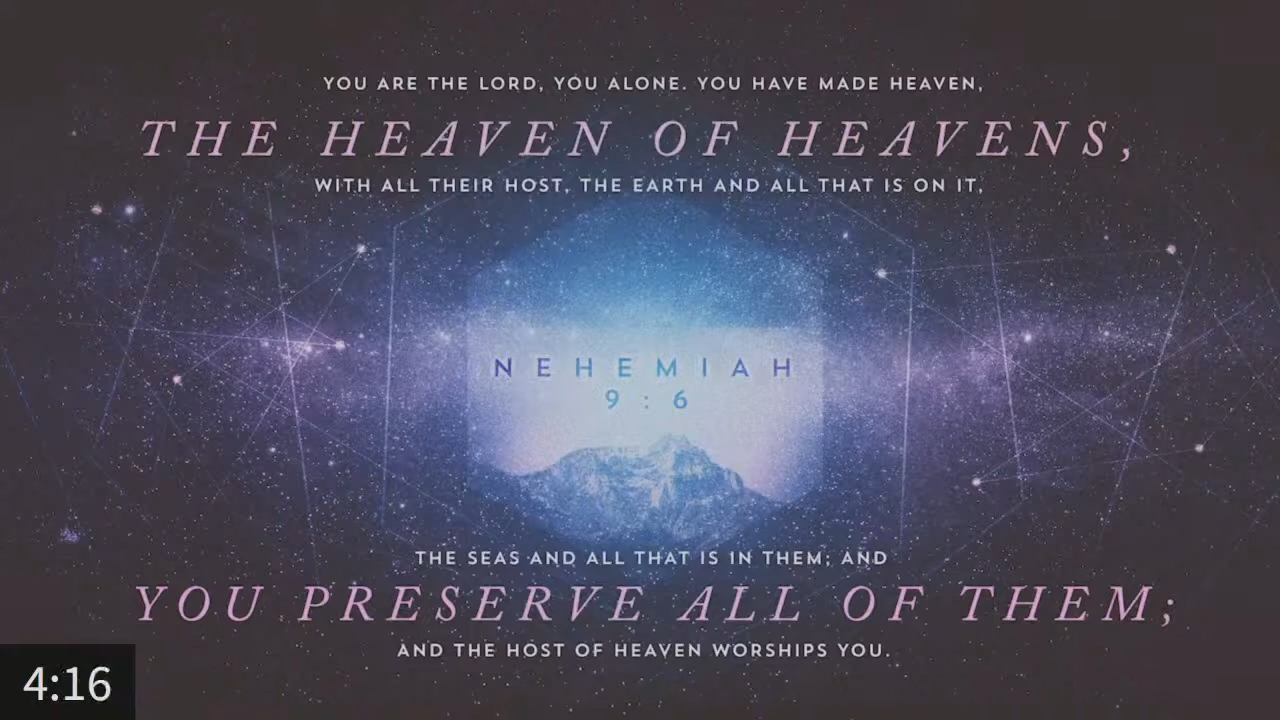 YOU ARE THE LORD, YOU ALONE. YOU HAVE MADE HEAVEN,
THE HEAVEN OF HEAVENS,
WITH ALL THEIR HOST, THE EARTH AND ALL THAT IS ON IT,
NEHEMIAH
9 : 6
THE SEAS AND ALL THAT IS IN THEM; AND
YOU PRESERVE ALL OF THEM;
AND THE HOST OF HEAVEN WORSHIPS YOU.
4:16